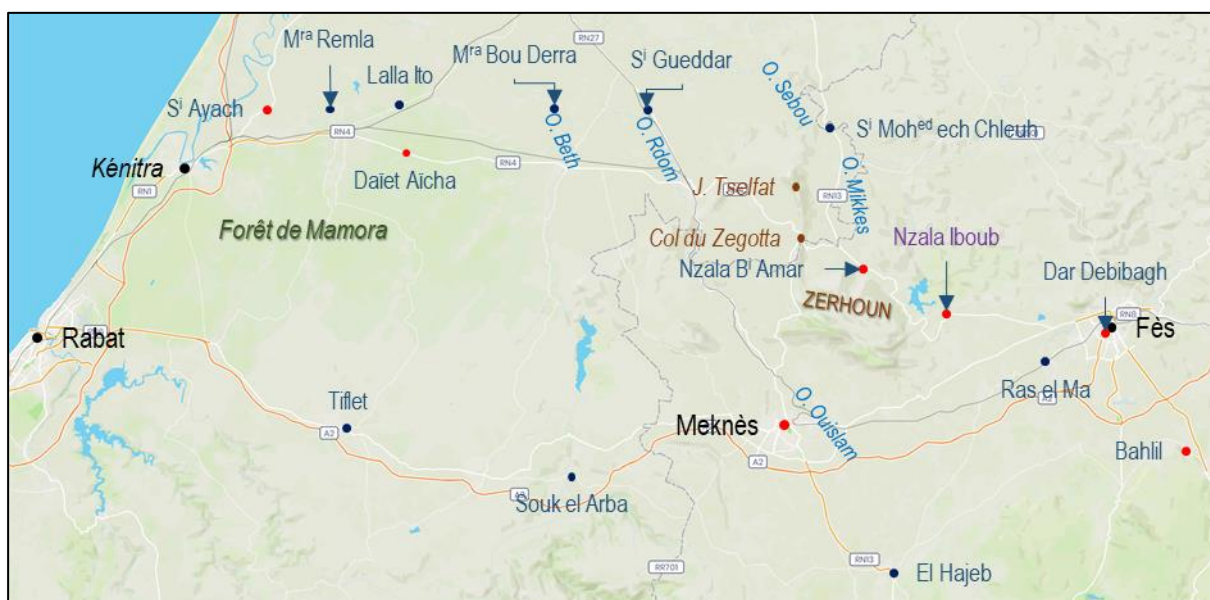 RN27
Mra Remla
Lalla Ito
Mra Bou Derra
Si Gueddar
O. Sebou
Si Ayach
O. Beth
O. Rdom
Si Mohed ech Chleuh
RN4
Kénitra
RN1
Daïet Aïcha
RN4
J. Tselfat
O. Mikkes
RN13
Forêt de Mamora
Col du Zegotta
Nzala Iboub
Nzala Bi Amar
Dar Debibagh
ZERHOUN
RN8
Fès
Rabat
Ras el Ma
A2
Tiflet
A2
Meknès
O. Ouislam
A2
Bahlil
Souk el Arba
RN13
El Hajeb
RR701